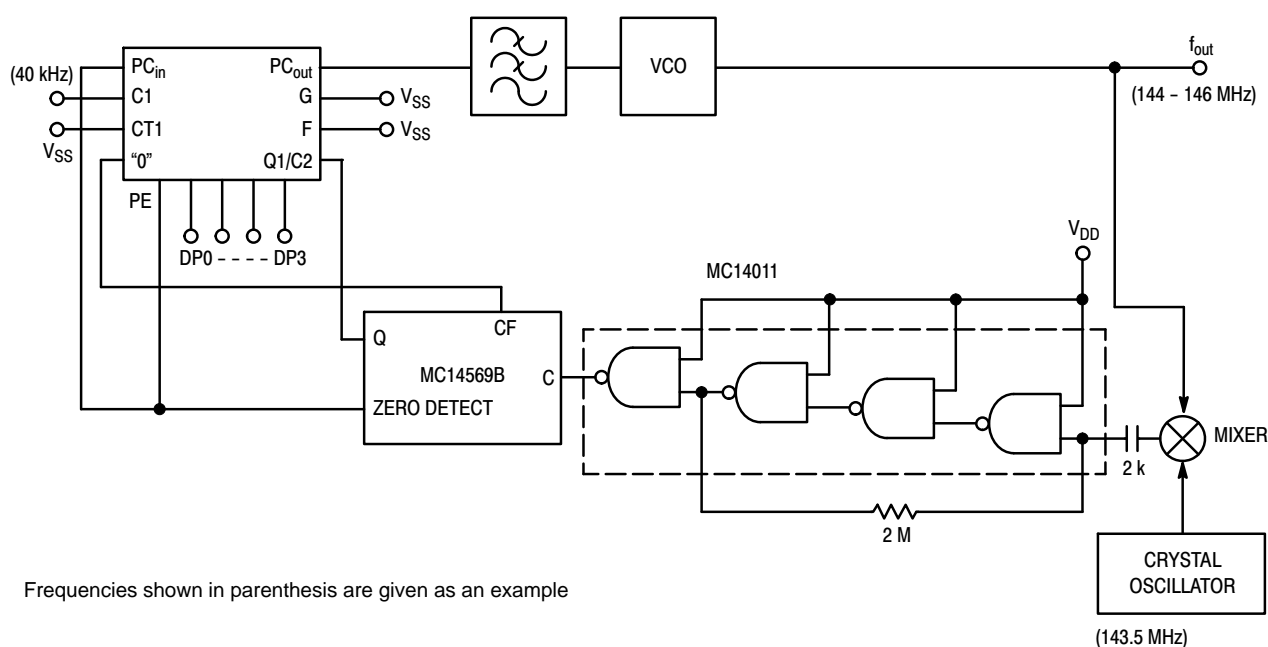 f_out
(144 – 146 MHz)
(40 kHz)
PC_in
PC_out
C1
G
V_SS
CT1
F
V_SS
V_SS
“0”
Q1/C2
PE
DP0 – – – – DP3
VCO
V_DD
MC14011
CF
Q
MC14569B
C
ZERO DETECT
MIXER
2 k
2 M
CRYSTAL
OSCILLATOR
(143.5 MHz)
Frequencies shown in parenthesis are given as an example